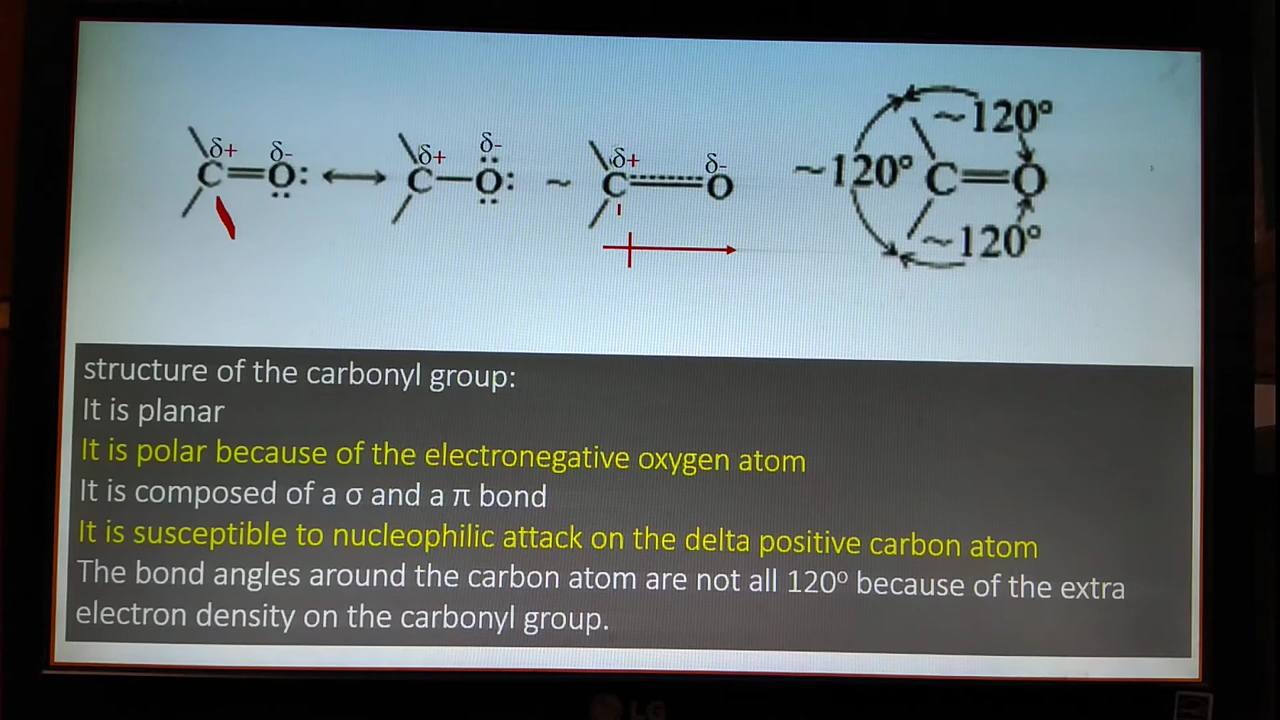 δ+ δ- δ+ δ- δ+ δ- ~120°
C=O: ↔ C–O: ~ C=O ~120° C=O
~120°
structure of the carbonyl group:
It is planar
It is polar because of the electronegative oxygen atom
It is composed of a σ and a π bond
It is susceptible to nucleophilic attack on the delta positive carbon atom
The bond angles around the carbon atom are not all 120º because of the extra
electron density on the carbonyl group.
LG